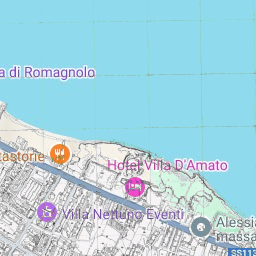 a di Romagnolo
tastorie
Hotel Villa D'Amato
Villa Nettuno Eventi
Alessia
massa
SS113